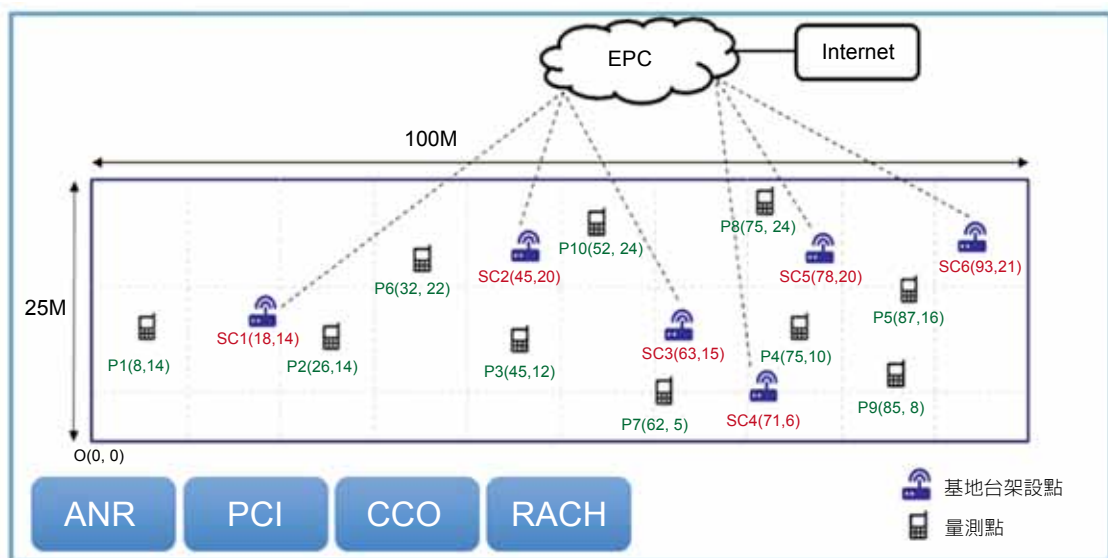 EPC
Internet
100M
25M
P8(75, 24)
P10(52, 24)
SC2(45,20)
SC5(78,20)
SC6(93,21)
P6(32, 22)
P5(87,16)
SC1(18,14)
P1(8,14)
P2(26,14)
P3(45,12)
SC3(63,15)
P4(75,10)
P7(62, 5)
SC4(71,6)
P9(85, 8)
O(0, 0)
ANR
PCI
CCO
RACH
基地台架設點
量測點